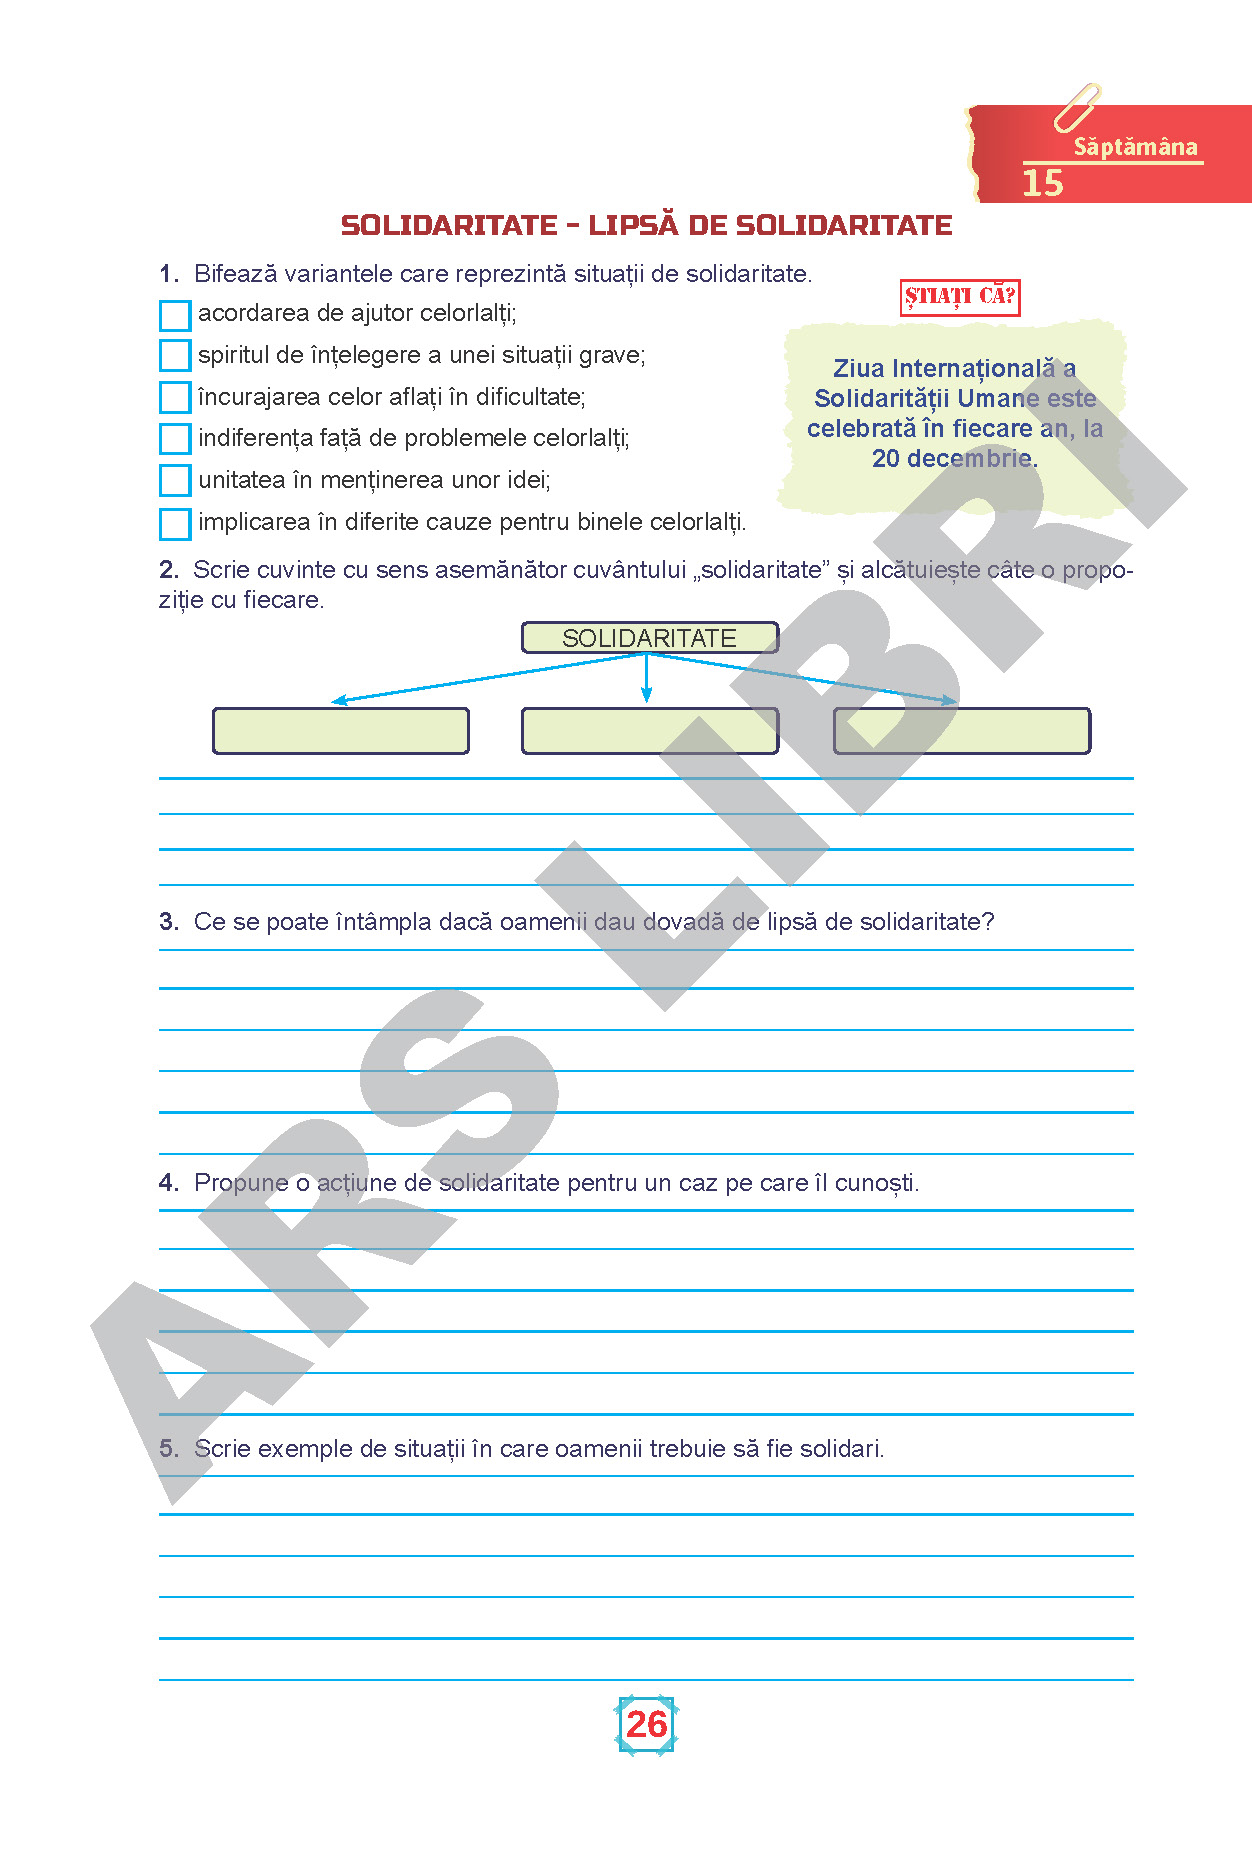 Săptămâna
15
SOLIDARITATE - LIPSĂ DE SOLIDARITATE
1. Bifează variantele care reprezintă situații de solidaritate.
acordarea de ajutor celorlalți;
spiritul de înțelegere a unei situații grave;
încurajarea celor aflați în dificultate;
indiferența față de problemele celorlalți;
unitatea în menținerea unor idei;
implicarea în diferite cauze pentru binele celorlalți.
ȘTIAȚI CĂ?
Ziua Internațională a
Solidarității Umane este
celebrată în fiecare an, la
20 decembrie.
2. Scrie cuvinte cu sens asemănător cuvântului „solidaritate” și alcătuiește câte o propo-
ziție cu fiecare.
SOLIDARITATE
3. Ce se poate întâmpla dacă oamenii dau dovadă de lipsă de solidaritate?
4. Propune o acțiune de solidaritate pentru un caz pe care îl cunoști.
5. Scrie exemple de situații în care oamenii trebuie să fie solidari.
26
ARS LIBRI